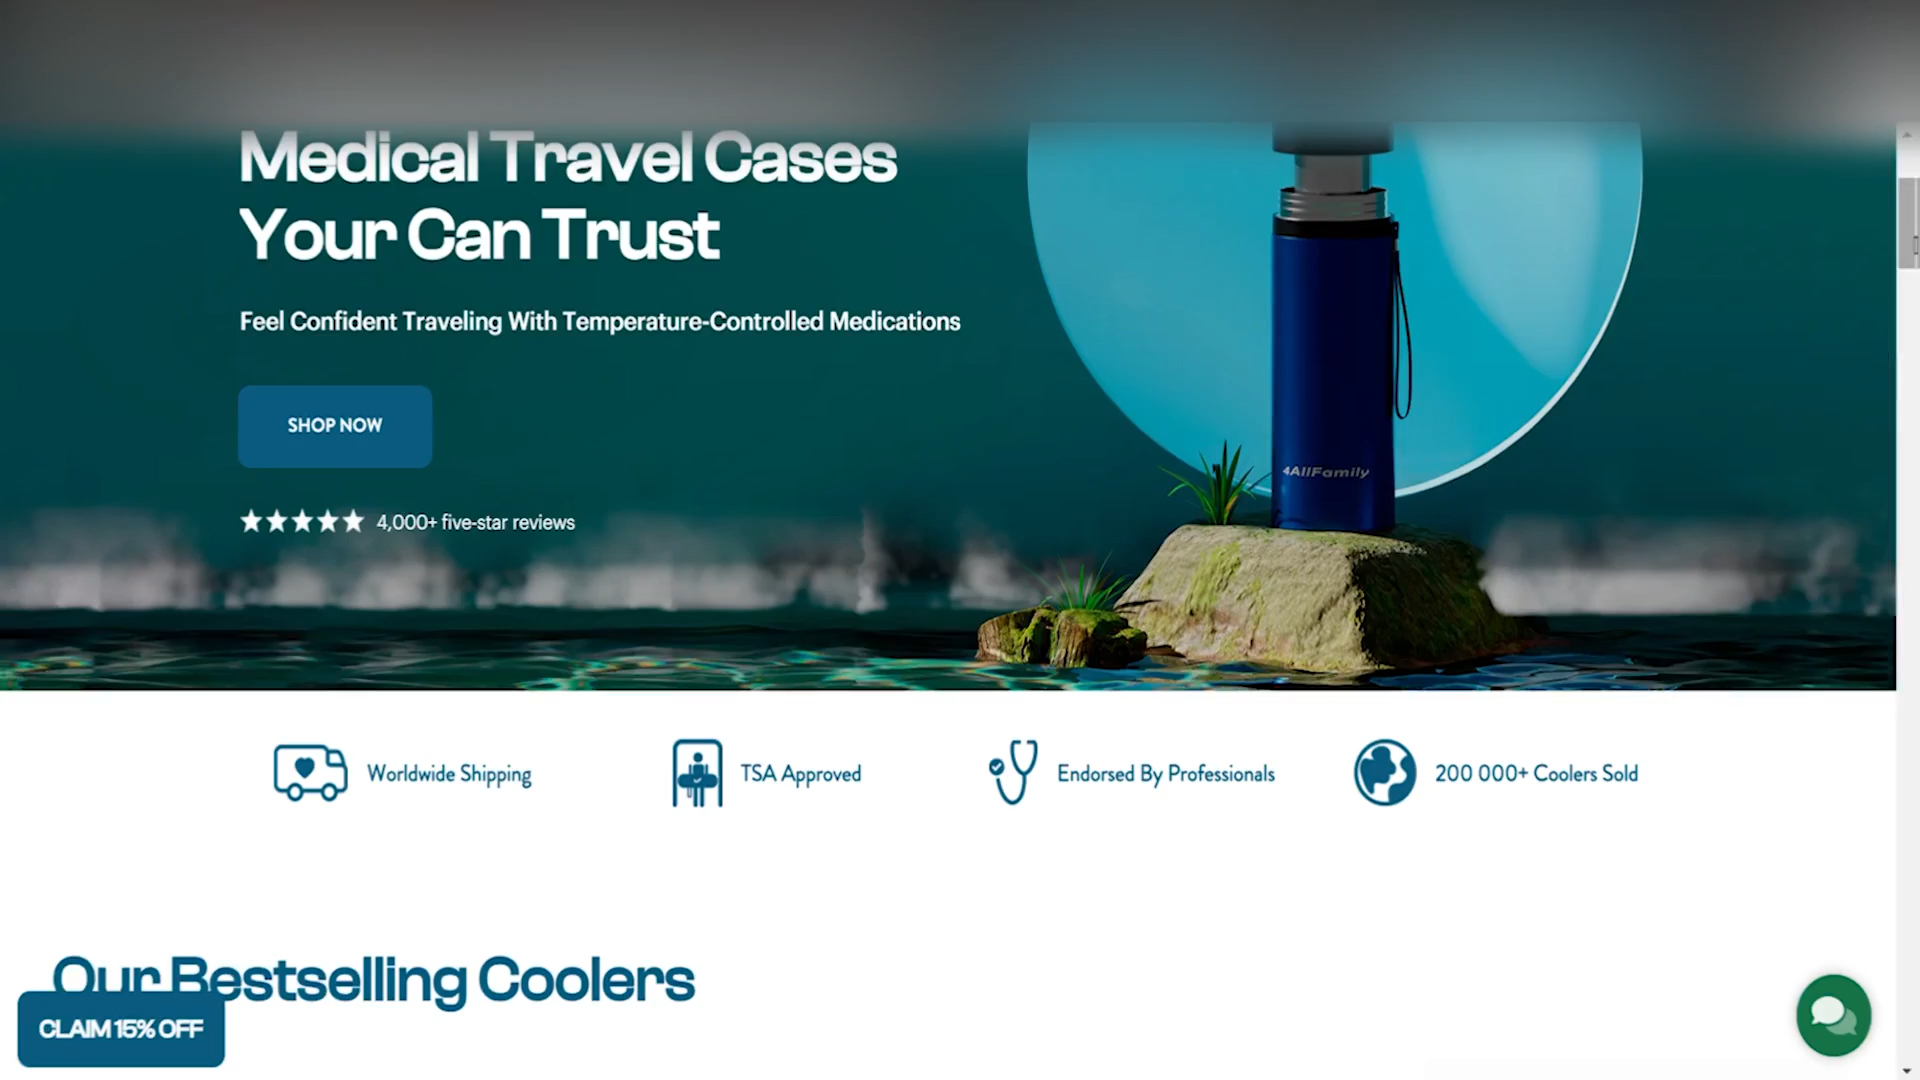 Medical Travel Cases
Your Can Trust
Feel Confident Traveling With Temperature-Controlled Medications
SHOP NOW
4,000+ five-star reviews
4AllFamily
Worldwide Shipping
TSA Approved
Endorsed By Professionals
200 000+ Coolers Sold
Our Bestselling Coolers
CLAIM 15% OFF